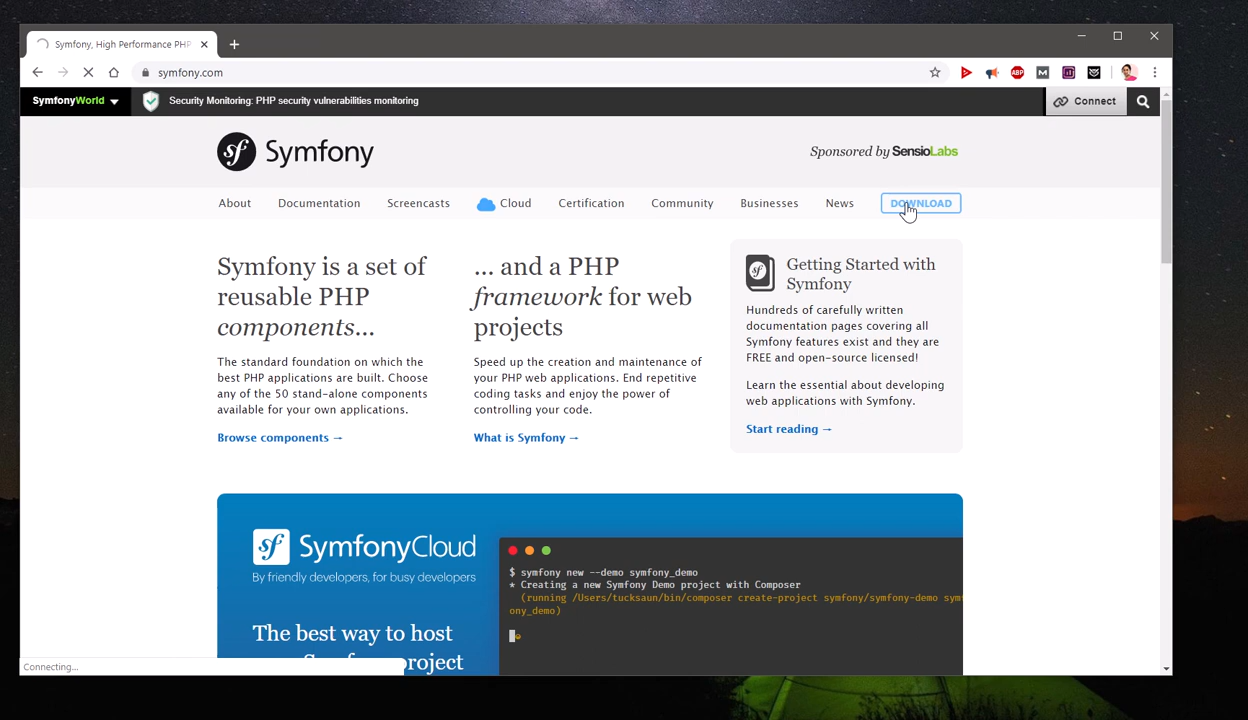 Symfony, High Performance PHP
symfony.com
SymfonyWorld
Security Monitoring: PHP security vulnerabilities monitoring
Connect
Symfony
Sponsored by SensioLabs
About Documentation Screencasts Cloud Certification Community Businesses News DOWNLOAD
Symfony is a set of
reusable PHP
components...
The standard foundation on which the
best PHP applications are built. Choose
any of the 50 stand-alone components
available for your own applications.
Browse components →
... and a PHP
framework for web
projects
Speed up the creation and maintenance of
your PHP web applications. End repetitive
coding tasks and enjoy the power of
controlling your code.
What is Symfony →
Getting Started with
Symfony
Hundreds of carefully written
documentation pages covering all
Symfony features exist and they are
FREE and open-source licensed!
Learn the essential about developing
web applications with Symfony.
Start reading →
SymfonyCloud
By friendly developers, for busy developers
The best way to host
$ symfony new --demo symfony_demo
* Creating a new Symfony Demo project with Composer
(running /Users/tucksaun/bin/composer create-project symfony/symfony-demo sym
ony_demo)
Connecting...